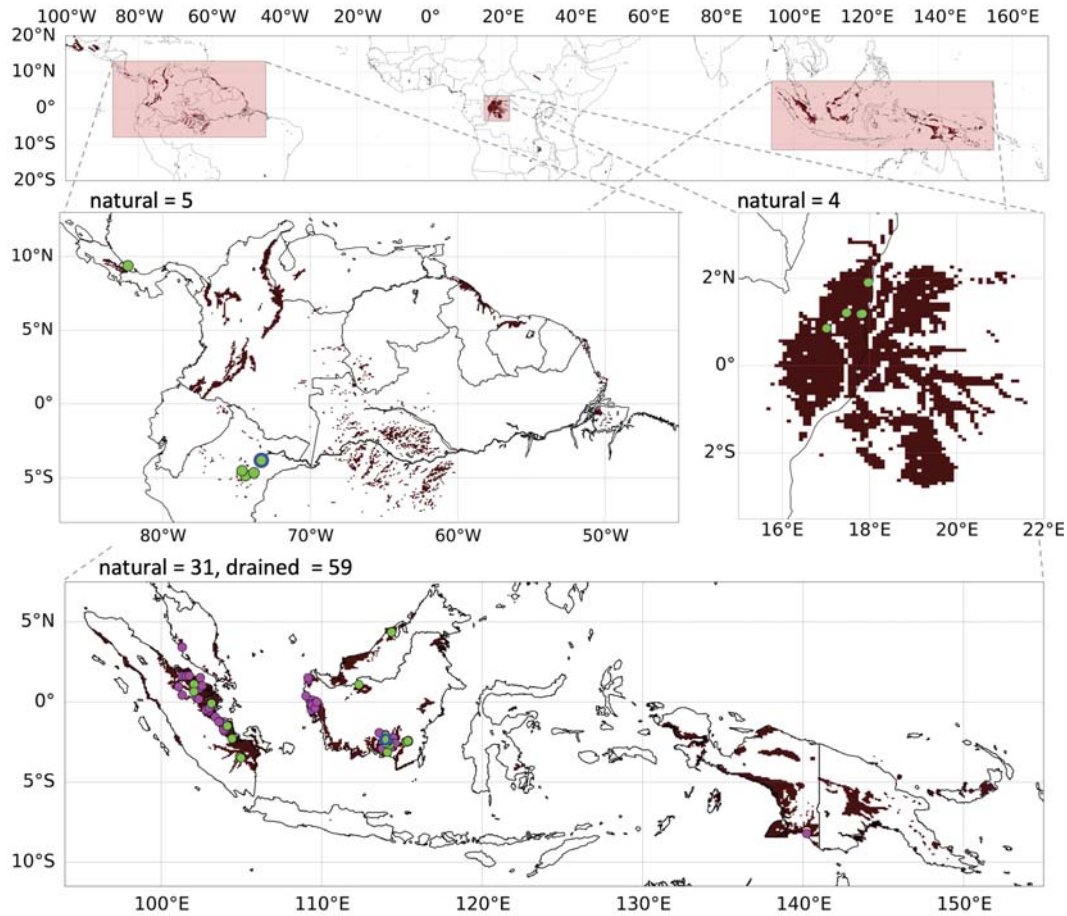 100°W 80°W 60°W 40°W 20°W 0° 20°E 40°E 60°E 80°E 100°E 120°E 140°E 160°E
20°N
10°N
0°
10°S
20°S
natural = 5
natural = 4
10°N
5°N
0°
5°S
80°W 70°W 60°W 50°W
2°N
0°
2°S
16°E 18°E 20°E 22°E
natural = 31, drained = 59
5°N
0°
5°S
10°S
100°E 110°E 120°E 130°E 140°E 150°E